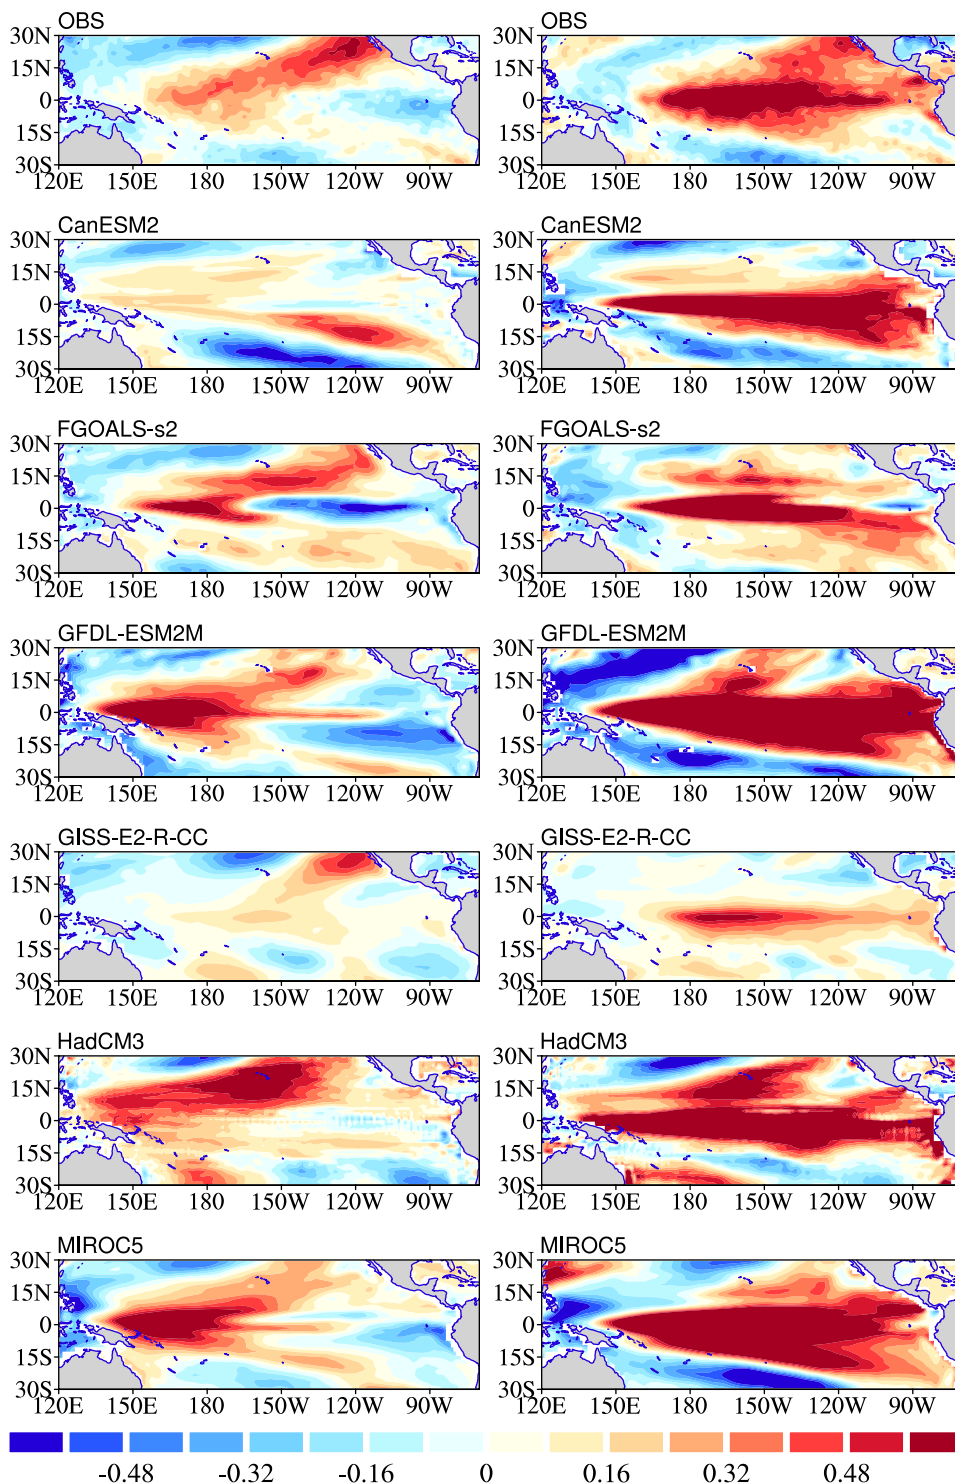 OBS OBS
30N 30N
15N 15N
0 0
15S 15S
30S 30S
120E 150E 180 150W 120W 90W 120E 150E 180 150W 120W 90W
CanESM2 CanESM2
30N 30N
15N 15N
0 0
15S 15S
30S 30S
120E 150E 180 150W 120W 90W 120E 150E 180 150W 120W 90W
FGOALS-s2 FGOALS-s2
30N 30N
15N 15N
0 0
15S 15S
30S 30S
120E 150E 180 150W 120W 90W 120E 150E 180 150W 120W 90W
GFDL-ESM2M GFDL-ESM2M
30N 30N
15N 15N
0 0
15S 15S
30S 30S
120E 150E 180 150W 120W 90W 120E 150E 180 150W 120W 90W
GISS-E2-R-CC GISS-E2-R-CC
30N 30N
15N 15N
0 0
15S 15S
30S 30S
120E 150E 180 150W 120W 90W 120E 150E 180 150W 120W 90W
HadCM3 HadCM3
30N 30N
15N 15N
0 0
15S 15S
30S 30S
120E 150E 180 150W 120W 90W 120E 150E 180 150W 120W 90W
MIROC5 MIROC5
30N 30N
15N 15N
0 0
15S 15S
30S 30S
120E 150E 180 150W 120W 90W 120E 150E 180 150W 120W 90W
-0.48 -0.32 -0.16 0 0.16 0.32 0.48